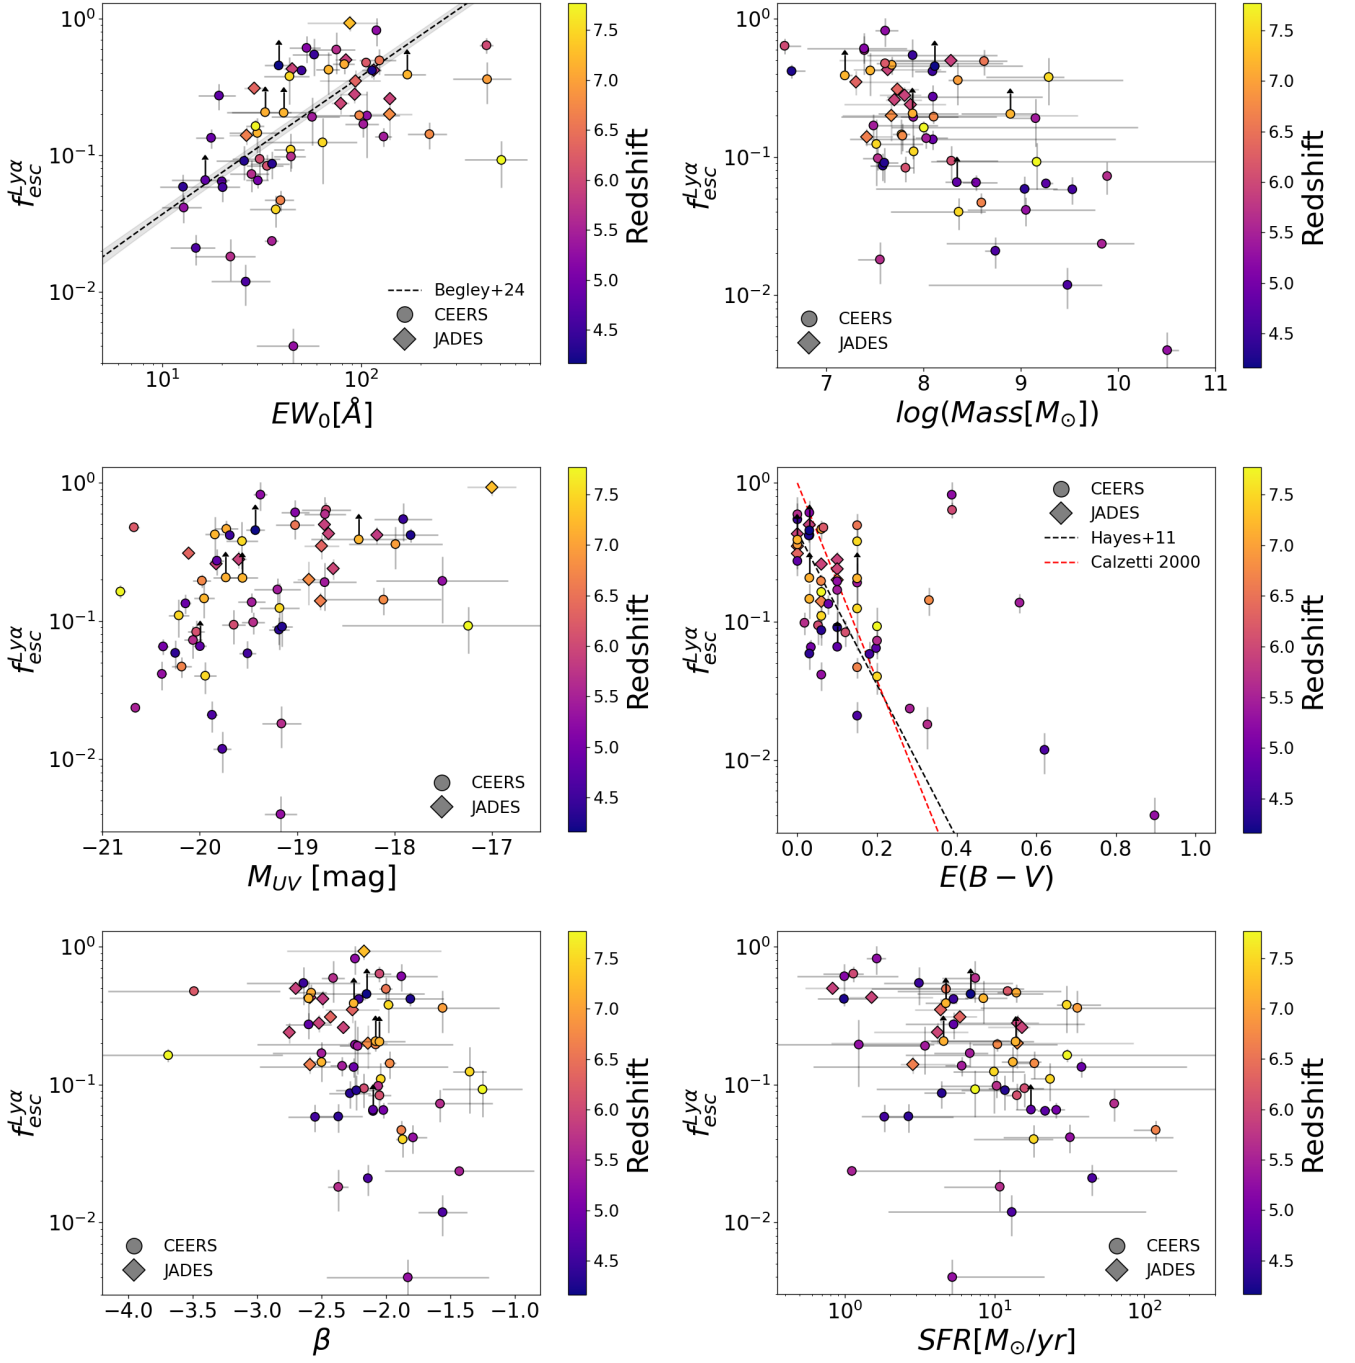 10⁰
10⁻¹
10⁻²
f_esc^Lyα
10¹
10²
EW₀[Å]
Begley+24
CEERS
JADES
7.5
7.0
6.5
6.0
5.5
5.0
4.5
Redshift
10⁰
10⁻¹
10⁻²
f_esc^Lyα
7 8 9 10 11
log(Mass[M⊙])
CEERS
JADES
7.5
7.0
6.5
6.0
5.5
5.0
4.5
Redshift
10⁰
10⁻¹
10⁻²
f_esc^Lyα
−21 −20 −19 −18 −17
M_UV [mag]
CEERS
JADES
7.5
7.0
6.5
6.0
5.5
5.0
4.5
Redshift
10⁰
10⁻¹
10⁻²
f_esc^Lyα
0.0 0.2 0.4 0.6 0.8 1.0
E(B − V)
CEERS
JADES
Hayes+11
Calzetti 2000
7.5
7.0
6.5
6.0
5.5
5.0
4.5
Redshift
10⁰
10⁻¹
10⁻²
f_esc^Lyα
−4.0 −3.5 −3.0 −2.5 −2.0 −1.5 −1.0
β
CEERS
JADES
7.5
7.0
6.5
6.0
5.5
5.0
4.5
Redshift
10⁰
10⁻¹
10⁻²
f_esc^Lyα
10⁰ 10¹ 10²
SFR[M⊙/yr]
CEERS
JADES
7.5
7.0
6.5
6.0
5.5
5.0
4.5
Redshift